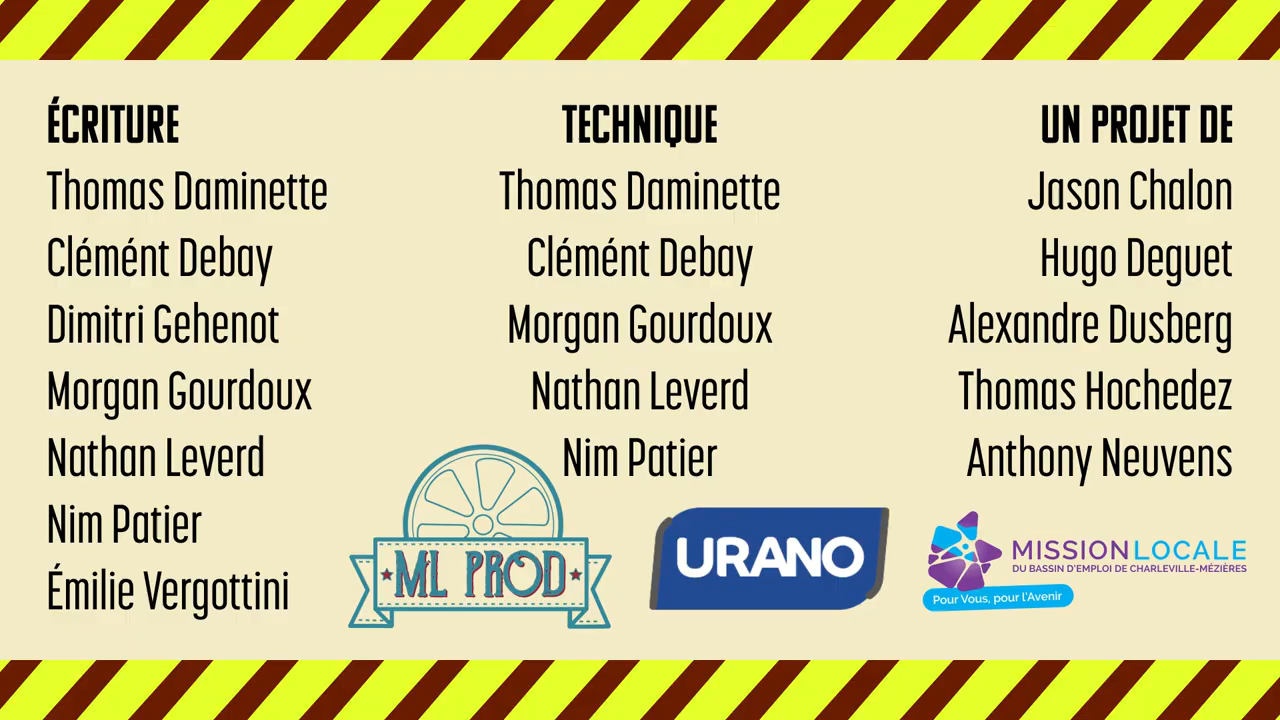 ÉCRITURE
Thomas Daminette
Clémént Debay
Dimitri Gehenot
Morgan Gourdoux
Nathan Leverd
Nim Patier
Émilie Vergottini
TECHNIQUE
Thomas Daminette
Clémént Debay
Morgan Gourdoux
Nathan Leverd
Nim Patier
UN PROJET DE
Jason Chalon
Hugo Deguet
Alexandre Dusberg
Thomas Hochedez
Anthony Neuvens
ML PROD
URANO
MISSION LOCALE
DU BASSIN D'EMPLOI DE CHARLEVILLE-MÉZIÈRES
Pour Vous, pour l'Avenir